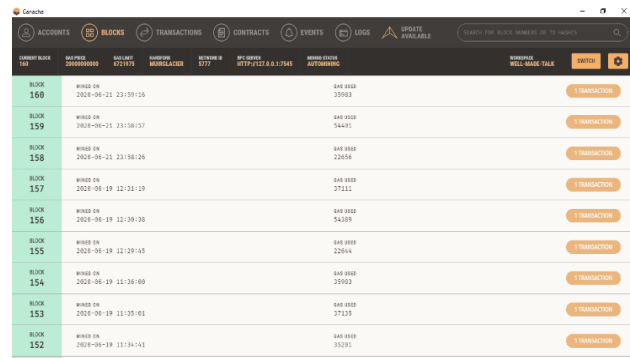 Ganache
ACCOUNTS BLOCKS TRANSACTIONS CONTRACTS EVENTS LOGS UPDATE AVAILABLE SEARCH FOR BLOCK NUMBERS OR TX HASHES
CURRENT BLOCK GAS PRICE GAS LIMIT HARDFORK NETWORK ID RPC SERVER MINING STATUS WORKSPACE
160 20000000000 6721975 MUIRGLACIER 5777 HTTP://127.0.0.1:7545 AUTOMINING WELL-MADE-TALK SWITCH
BLOCK MINED ON GAS USED
160 2020-06-21 23:59:16 35983 1 TRANSACTION
BLOCK MINED ON GAS USED
159 2020-06-21 23:58:57 54401 1 TRANSACTION
BLOCK MINED ON GAS USED
158 2020-06-21 23:58:26 22656 1 TRANSACTION
BLOCK MINED ON GAS USED
157 2020-06-19 12:31:19 37111 1 TRANSACTION
BLOCK MINED ON GAS USED
156 2020-06-19 12:30:38 54389 1 TRANSACTION
BLOCK MINED ON GAS USED
155 2020-06-19 12:29:45 22644 1 TRANSACTION
BLOCK MINED ON GAS USED
154 2020-06-19 11:36:00 35983 1 TRANSACTION
BLOCK MINED ON GAS USED
153 2020-06-19 11:35:01 37135 1 TRANSACTION
BLOCK MINED ON GAS USED
152 2020-06-19 11:34:41 35291 1 TRANSACTION